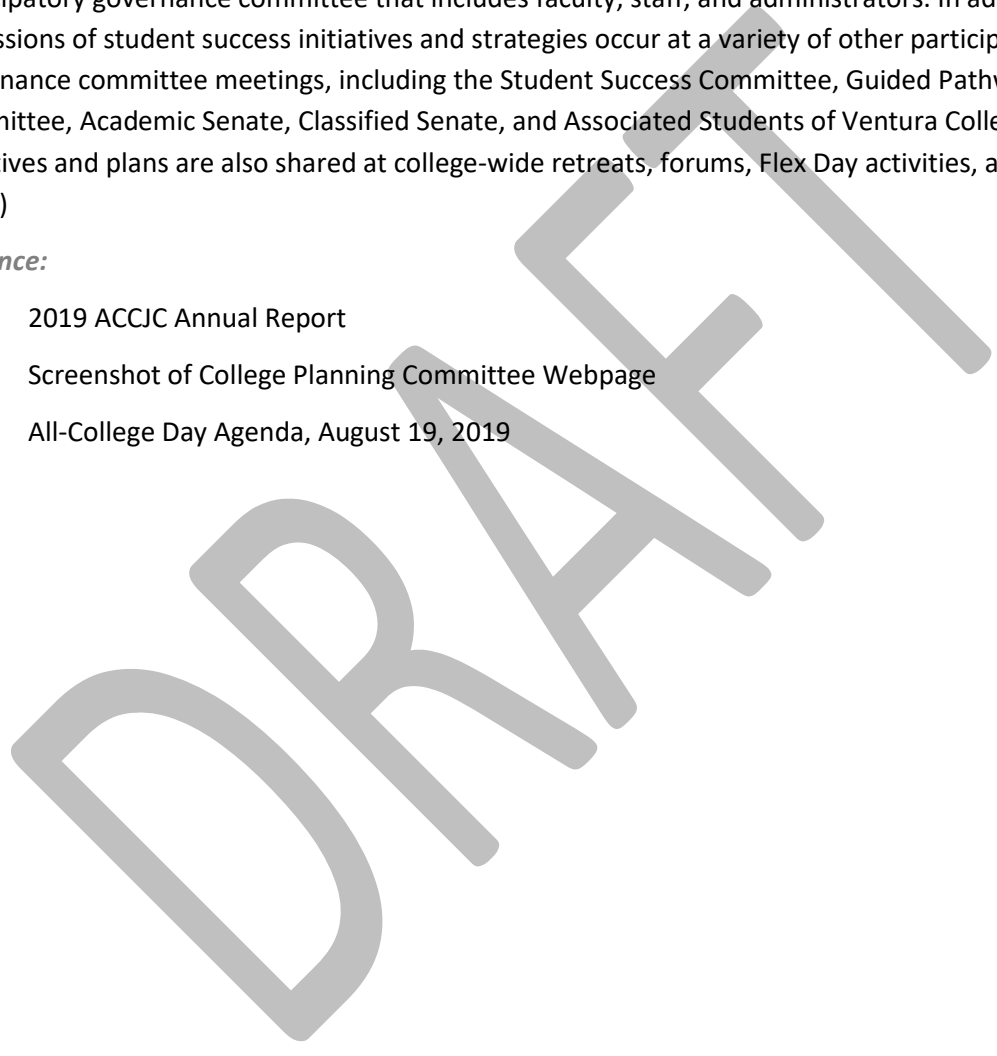 ipatory governance committee that includes faculty, staff, and administrators. In ad
ssions of student success initiatives and strategies occur at a variety of other particip
nance committee meetings, including the Student Success Committee, Guided Pathw
mittee, Academic Senate, Classified Senate, and Associated Students of Ventura Colle
tives and plans are also shared at college-wide retreats, forums, Flex Day activities, a
)
nce:
2019 ACCJC Annual Report
Screenshot of College Planning Committee Webpage
All-College Day Agenda, August 19, 2019
DRAFT